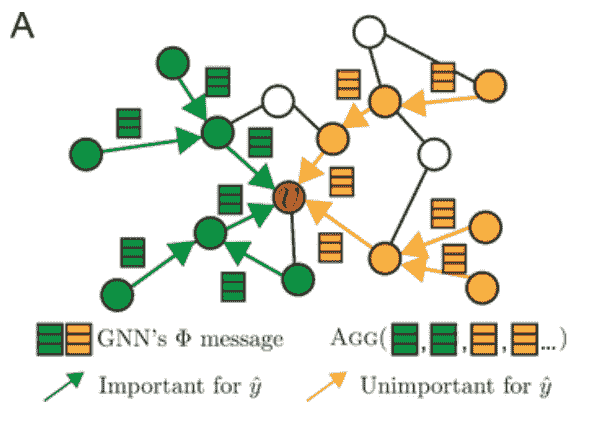 A
υ
GNN's Φ message
AGG( , , , ...)
Important for ŷ
Unimportant for ŷ